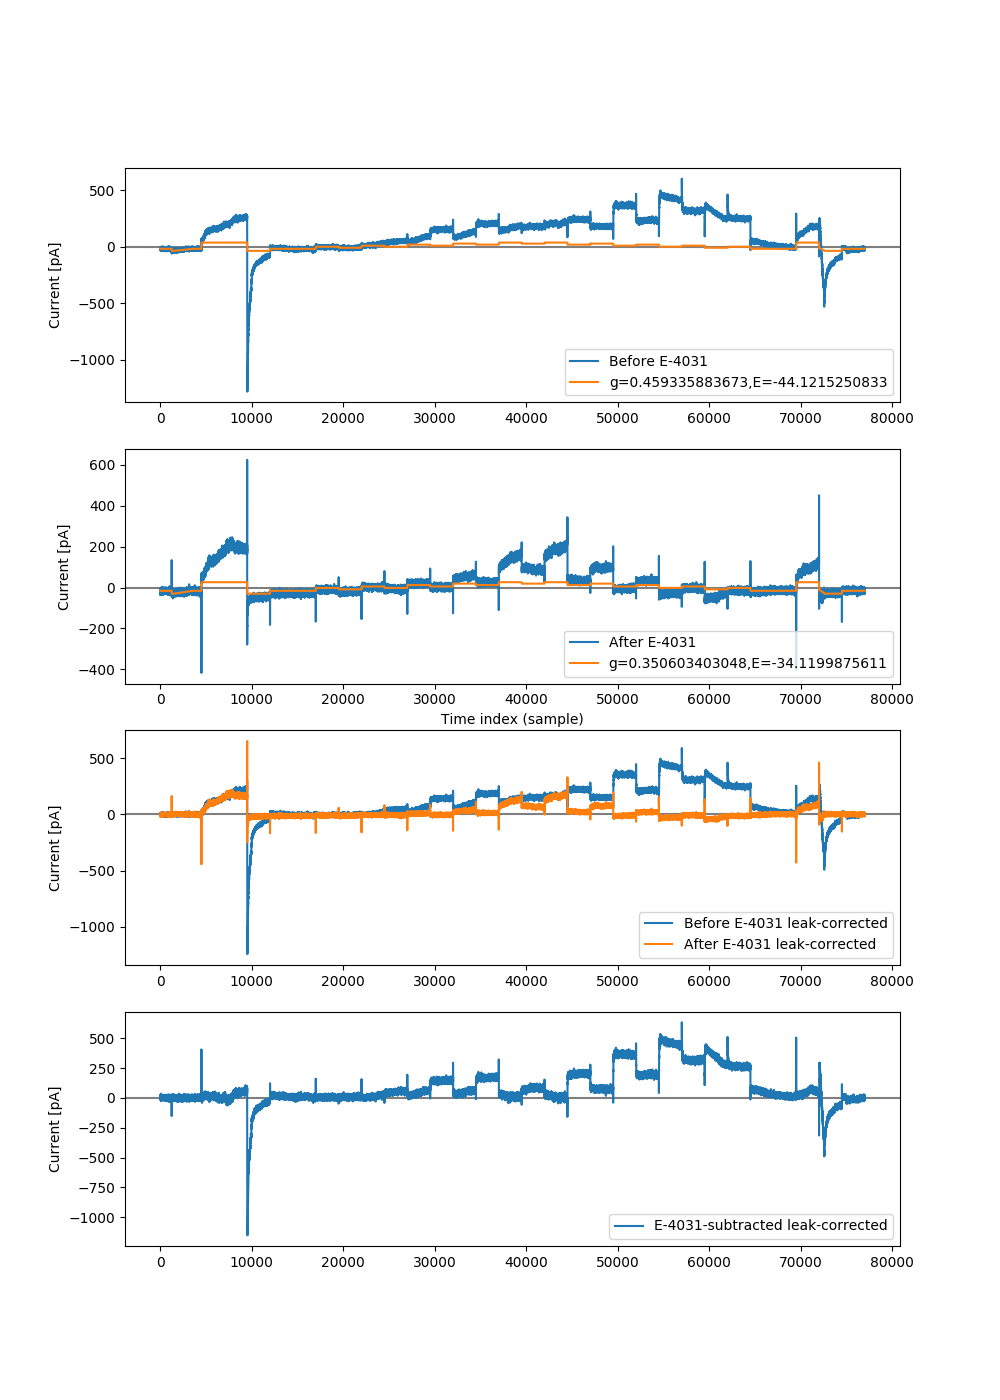 500
0
−500
−1000
Current [pA]
Before E-4031
g=0.459335883673,E=-44.1215250833
0 10000 20000 30000 40000 50000 60000 70000 80000
600
400
200
0
−200
−400
Current [pA]
After E-4031
g=0.350603403048,E=-34.1199875611
0 10000 20000 30000 40000 50000 60000 70000 80000
Time index (sample)
500
0
−500
−1000
Current [pA]
Before E-4031 leak-corrected
After E-4031 leak-corrected
0 10000 20000 30000 40000 50000 60000 70000 80000
500
250
0
−250
−500
−750
−1000
Current [pA]
E-4031-subtracted leak-corrected
0 10000 20000 30000 40000 50000 60000 70000 80000